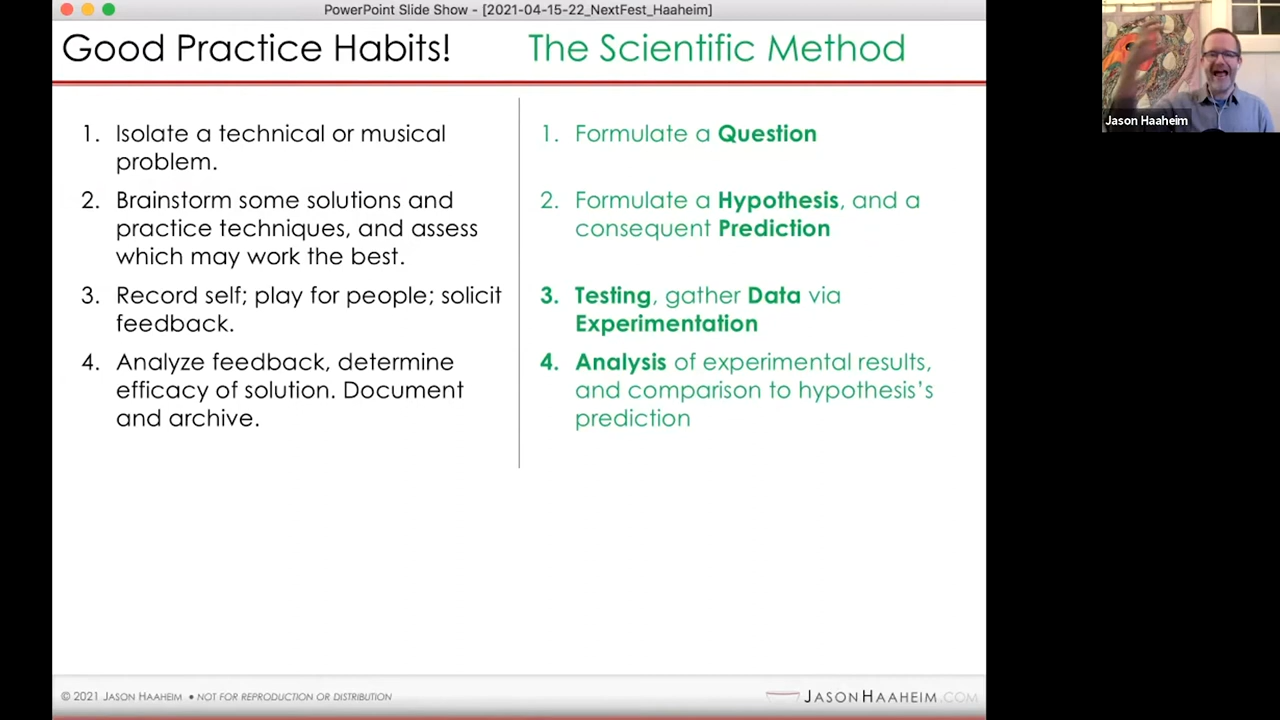 PowerPoint Slide Show - [2021-04-15-22_NextFest_Haaheim]
Good Practice Habits!
1. Isolate a technical or musical
problem.
2. Brainstorm some solutions and
practice techniques, and assess
which may work the best.
3. Record self; play for people; solicit
feedback.
4. Analyze feedback, determine
efficacy of solution. Document
and archive.
The Scientific Method
1. Formulate a Question
2. Formulate a Hypothesis, and a
consequent Prediction
3. Testing, gather Data via
Experimentation
4. Analysis of experimental results,
and comparison to hypothesis's
prediction
© 2021 JASON HAAHEIM • NOT FOR REPRODUCTION OR DISTRIBUTION
JASONHAAHEIM.COM
Jason Haaheim